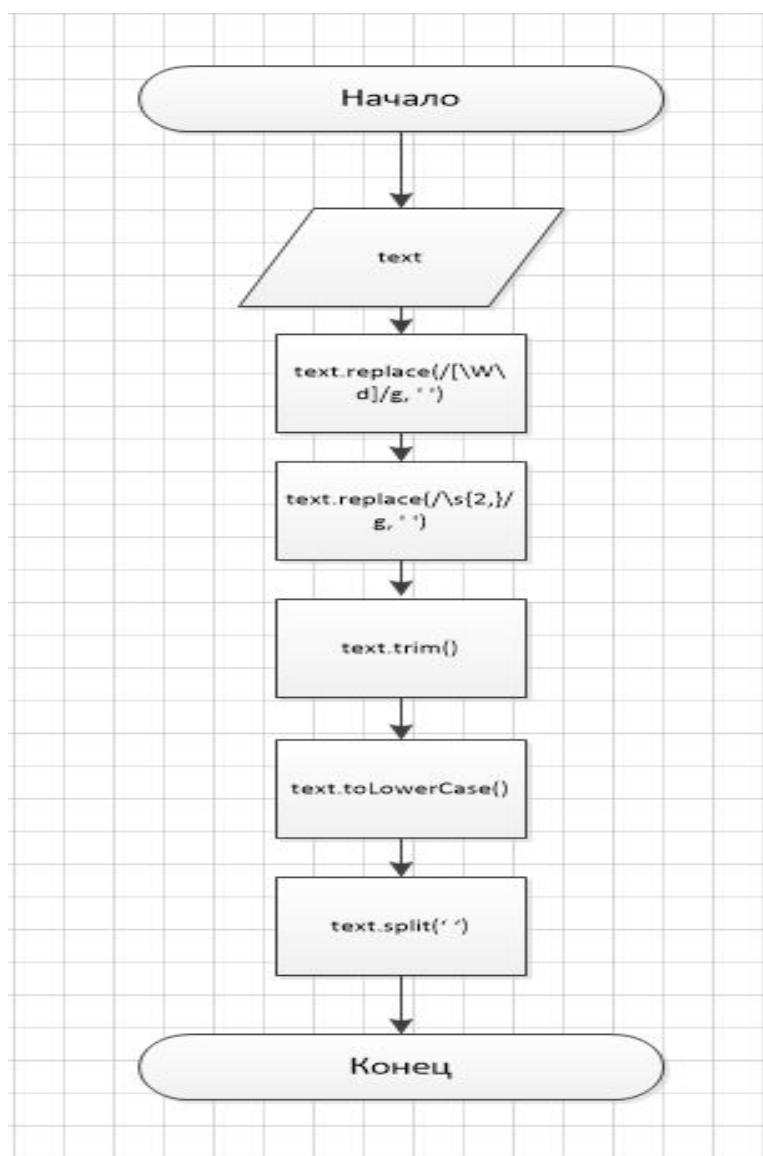 Начало
text
text.replace(/[\W\
d]/g, ‘ ‘)
text.replace(/\s{2,}/
g, ‘ ‘)
text.trim()
text.toLowerCase()
text.split(‘ ‘)
Конец